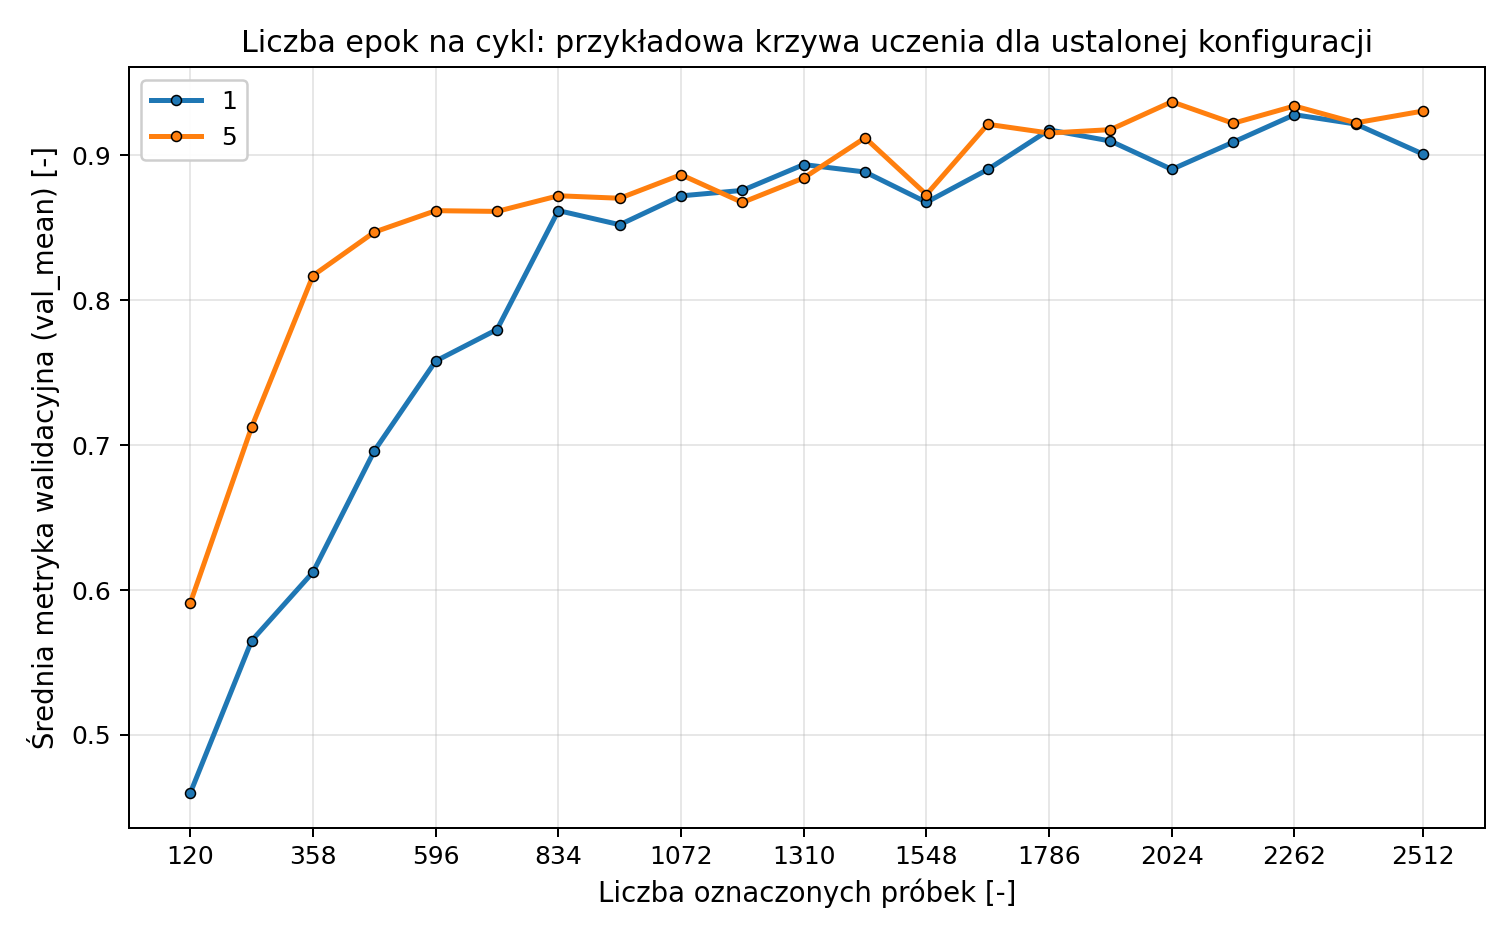 Liczba epok na cykl: przykładowa krzywa uczenia dla ustalonej konfiguracji
1
5
Średnia metryka walidacyjna (val_mean) [-]
0.9
0.8
0.7
0.6
0.5
120 358 596 834 1072 1310 1548 1786 2024 2262 2512
Liczba oznaczonych próbek [-]